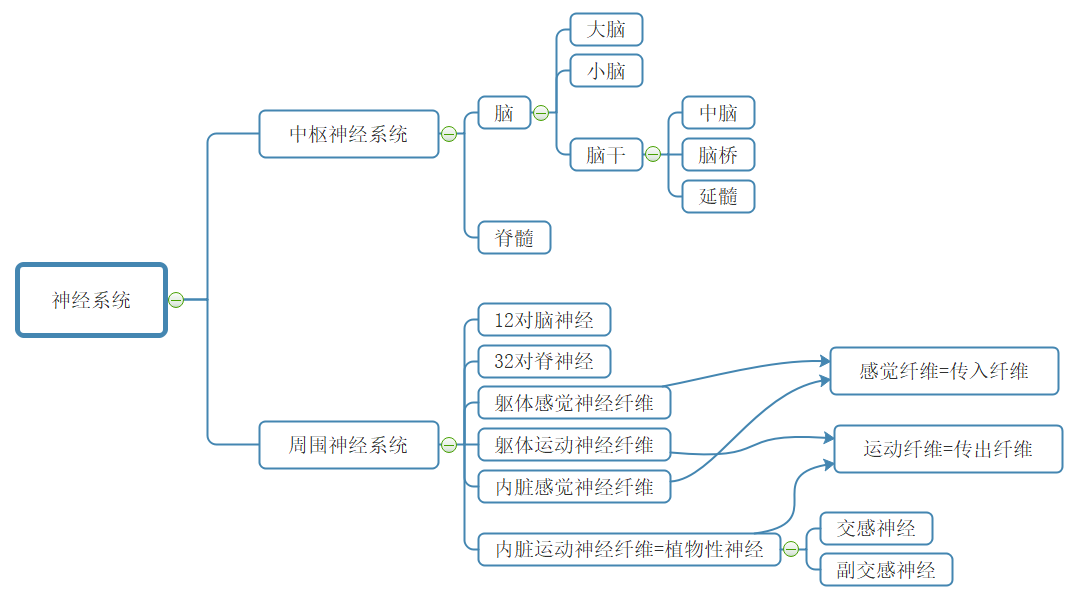 神经系统
中枢神经系统
脑
大脑
小脑
脑干
中脑
脑桥
延髓
脊髓
周围神经系统
12对脑神经
32对脊神经
躯体感觉神经纤维
躯体运动神经纤维
内脏感觉神经纤维
内脏运动神经纤维=植物性神经
感觉纤维=传入纤维
运动纤维=传出纤维
交感神经
副交感神经